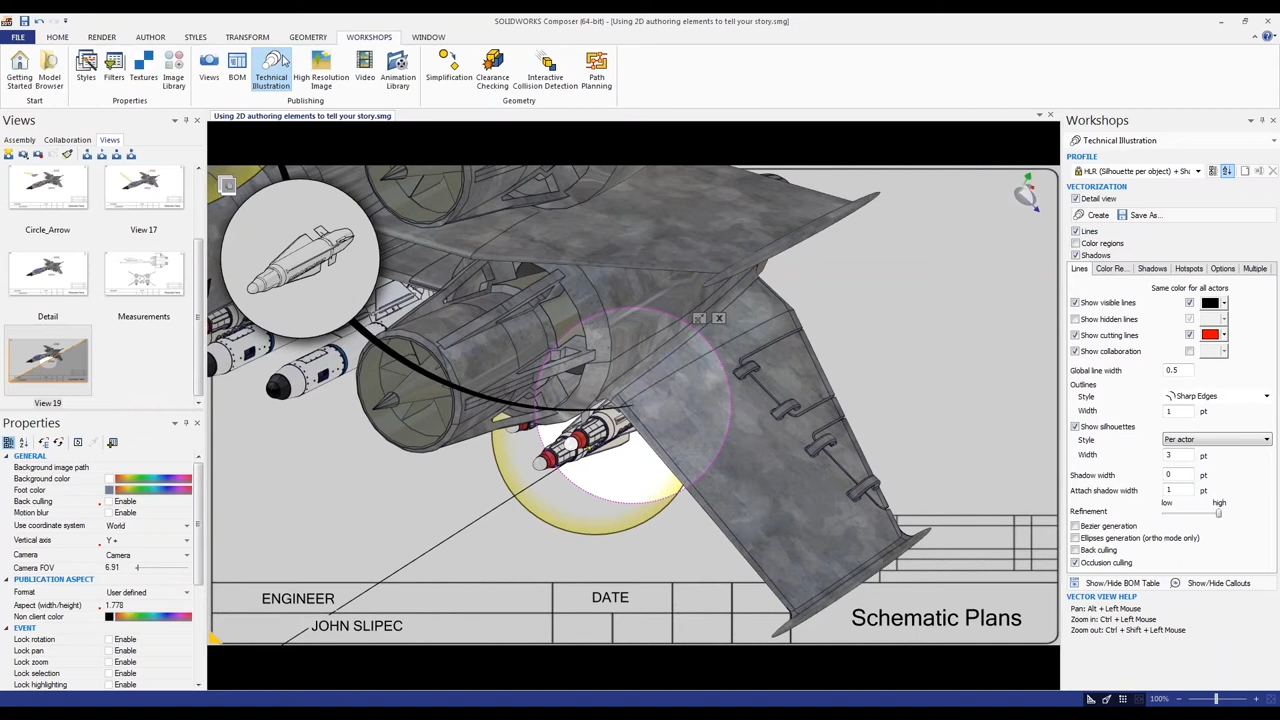 SOLIDWORKS Composer (64-bit) - [Using 2D authoring elements to tell your story.smg]
FILE HOME RENDER AUTHOR STYLES TRANSFORM GEOMETRY WORKSHOPS WINDOW
Getting Started
Model Browser
Styles
Filters
Textures
Image Library
Views
BOM
Technical Illustration
High Resolution Image
Video
Animation Library
Simplification
Clearance Checking
Interactive Collision Detection
Path Planning
Start Properties Publishing Geometry
Using 2D authoring elements to tell your story.smg
Views
Assembly Collaboration Views
Circle_Arrow View 17
Detail Measurements
View 19
Properties
GENERAL
Background image path
Background color
Foot color
Back culling Enable
Motion blur Enable
Use coordinate system World
Vertical axis Y +
Camera Camera
Camera FOV 6.91
PUBLICATION ASPECT
Format User defined
Aspect (width/height) 1.778
Non client color
EVENT
Lock rotation Enable
Lock pan Enable
Lock zoom Enable
Lock selection Enable
Lock highlighting Enable
ENGINEER
JOHN SLIPEC
DATE
Schematic Plans
Workshops
Technical Illustration
PROFILE
HLR (Silhouette per object) + Sha
VECTORIZATION
Detail view
Create Save As...
Lines
Color regions
Shadows
Lines Color Re... Shadows Hotspots Options Multiple
Same color for all actors
Show visible lines
Show hidden lines
Show cutting lines
Show collaboration
Global line width 0.5
Outlines
Style Sharp Edges
Width 1 pt
Show silhouettes
Style Per actor
Width 3 pt
Shadow width 0 pt
Attach shadow width 1 pt
low high
Refinement
Bezier generation
Ellipses generation (ortho mode only)
Back culling
Occlusion culling
Show/Hide BOM Table Show/Hide Callouts
VECTOR VIEW HELP
Pan: Alt + Left Mouse
Zoom in: Ctrl + Left Mouse
Zoom out: Ctrl + Shift + Left Mouse
100%